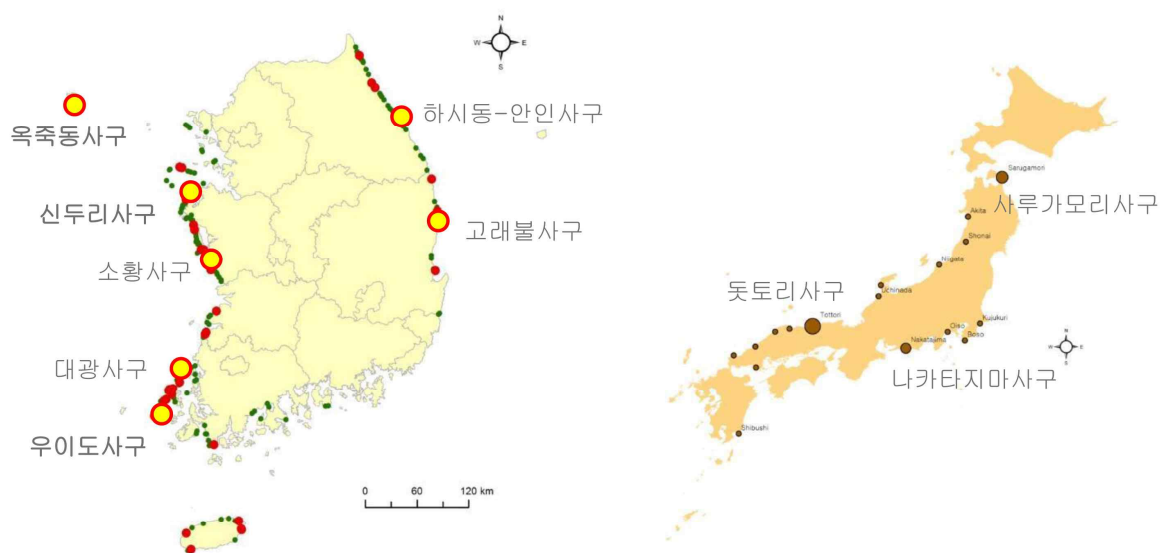 N
W E
S
옥죽동사구
하시동-안인사구
신두리사구
고래불사구
소황사구
대광사구
우이도사구
0 60 120 km
Sarugamori
사루가모리사구
Akita
Shonai
Niigata
Uchinada
돗토리사구
Tottori
Kujukuri
Oiso
Boso
Nakatajima
N
W E
S
나카타지마사구
Shibushi